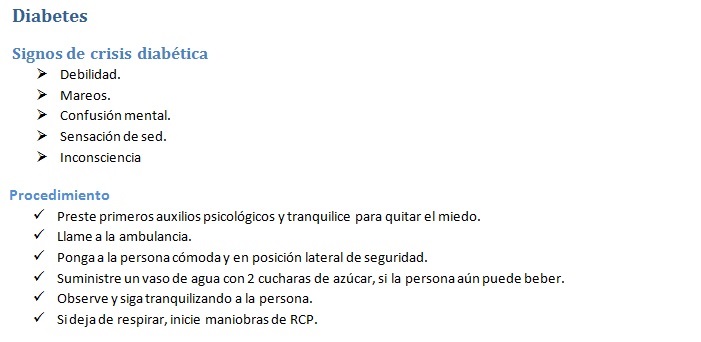 Diabetes
Signos de crisis diabética
➢ Debilidad.
➢ Mareos.
➢ Confusión mental.
➢ Sensación de sed.
➢ Inconsciencia
Procedimiento
✓ Preste primeros auxilios psicológicos y tranquilice para quitar el miedo.
✓ Llame a la ambulancia.
✓ Ponga a la persona cómoda y en posición lateral de seguridad.
✓ Suministre un vaso de agua con 2 cucharas de azúcar, si la persona aún puede beber.
✓ Observe y siga tranquilizando a la persona.
✓ Si deja de respirar, inicie maniobras de RCP.